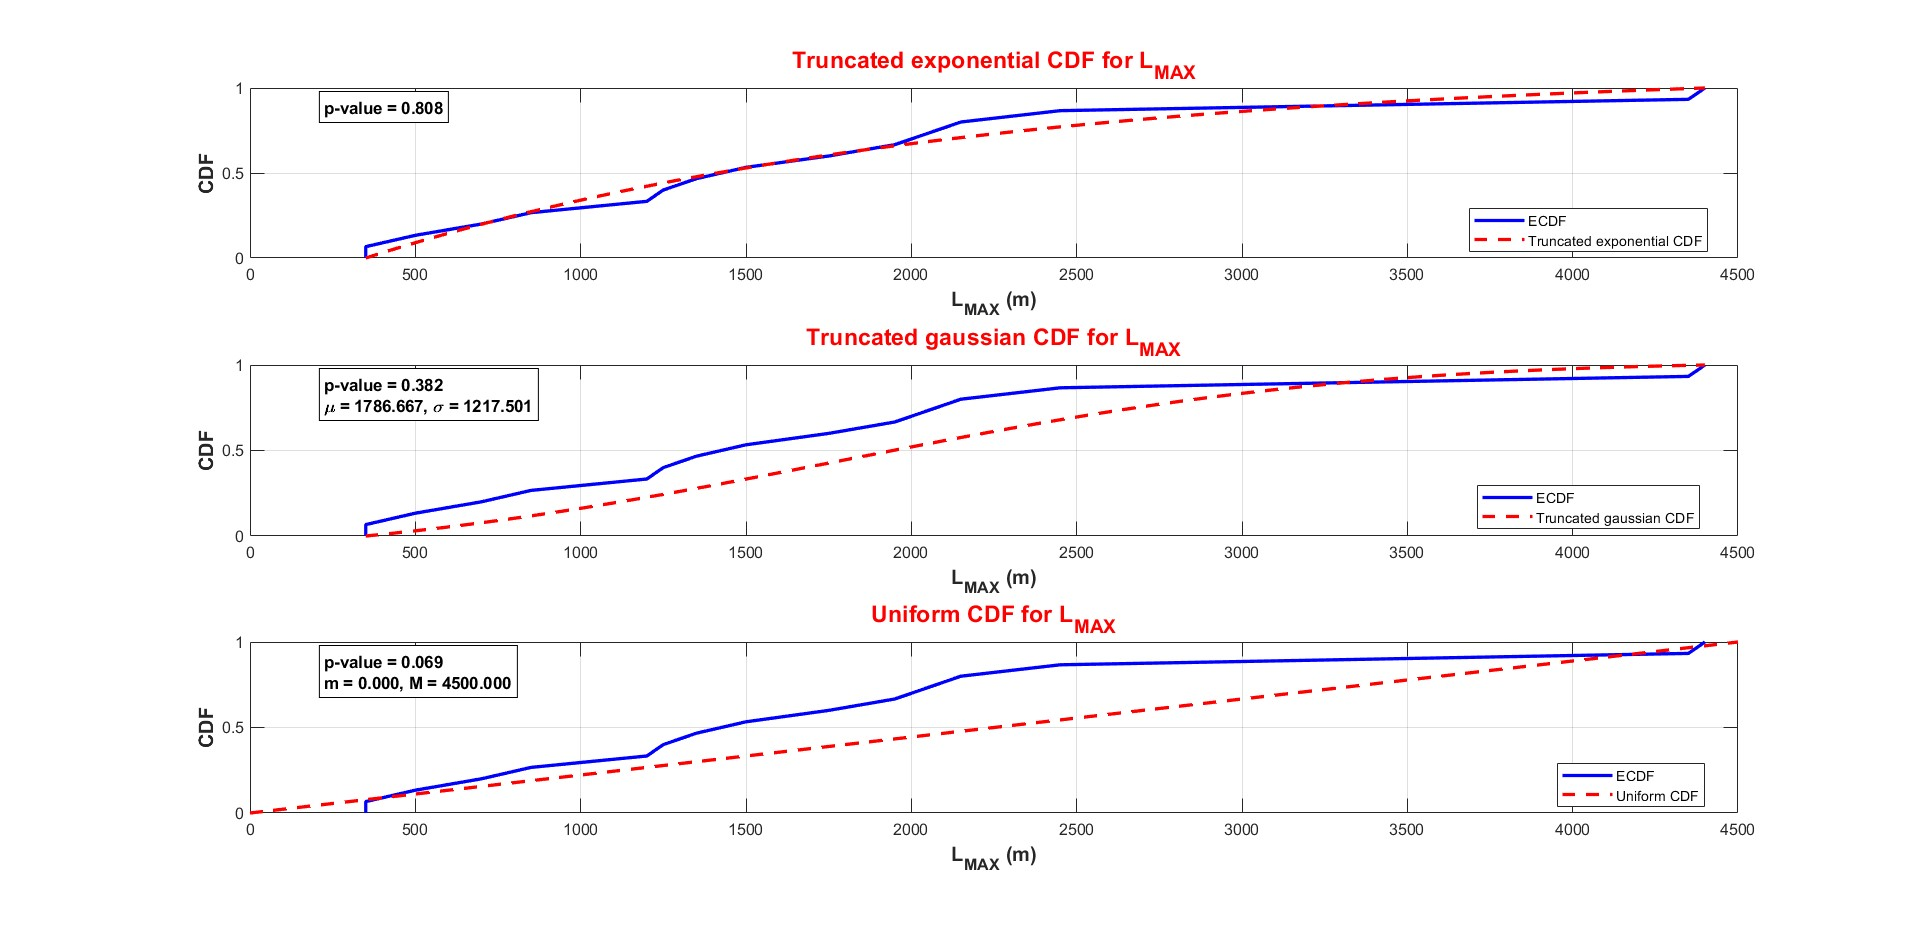 Truncated exponential CDF for L_MAX
p-value = 0.808
CDF
1
0.5
0
ECDF
Truncated exponential CDF
0 500 1000 1500 2000 2500 3000 3500 4000 4500
L_MAX (m)
Truncated gaussian CDF for L_MAX
p-value = 0.382
μ = 1786.667, σ = 1217.501
CDF
1
0.5
0
ECDF
Truncated gaussian CDF
0 500 1000 1500 2000 2500 3000 3500 4000 4500
L_MAX (m)
Uniform CDF for L_MAX
p-value = 0.069
m = 0.000, M = 4500.000
CDF
1
0.5
0
ECDF
Uniform CDF
0 500 1000 1500 2000 2500 3000 3500 4000 4500
L_MAX (m)